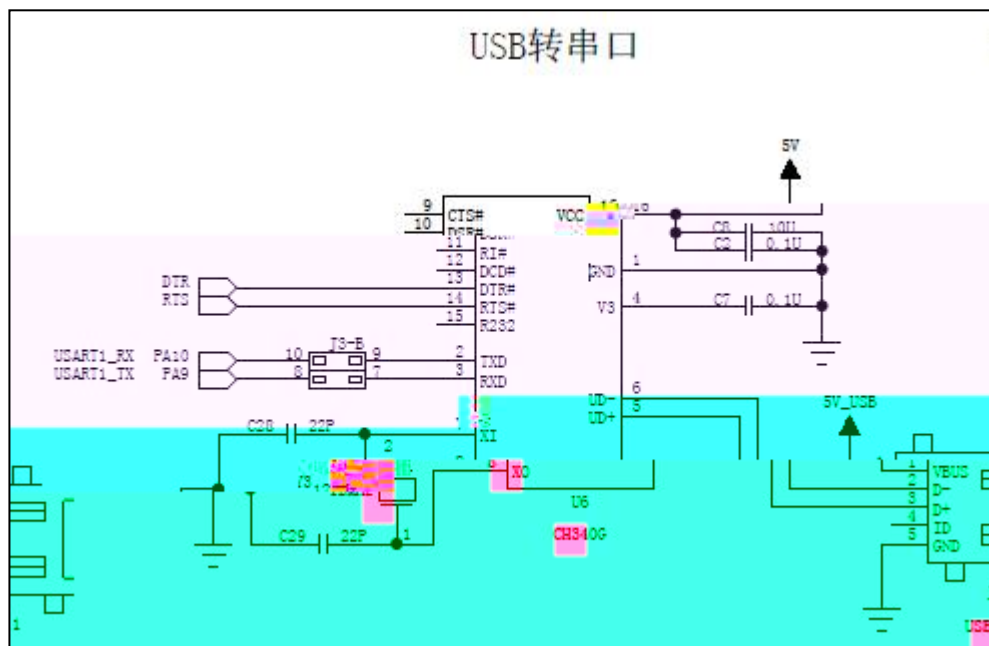 USB转串口
5V
9 CTS# VCC
10 DSR#
C8 10U
11 RI# C2 0.1U
12 DCD# GND 1
DTR 13 DTR#
RTS 14 RTS# V3 4 C7 0.1U
15 R232
J3-B
USART1_RX PA10 10 9 2 TXD
USART1_TX PA9 8 7 3 RXD
UD- 6
UD+ 5
5V_USB
C28 22P XI
2
XO
1 VBUS
2 D-
3 D+
U6
4 ID
C29 22P 1
CH340G
5 GND
1
USB